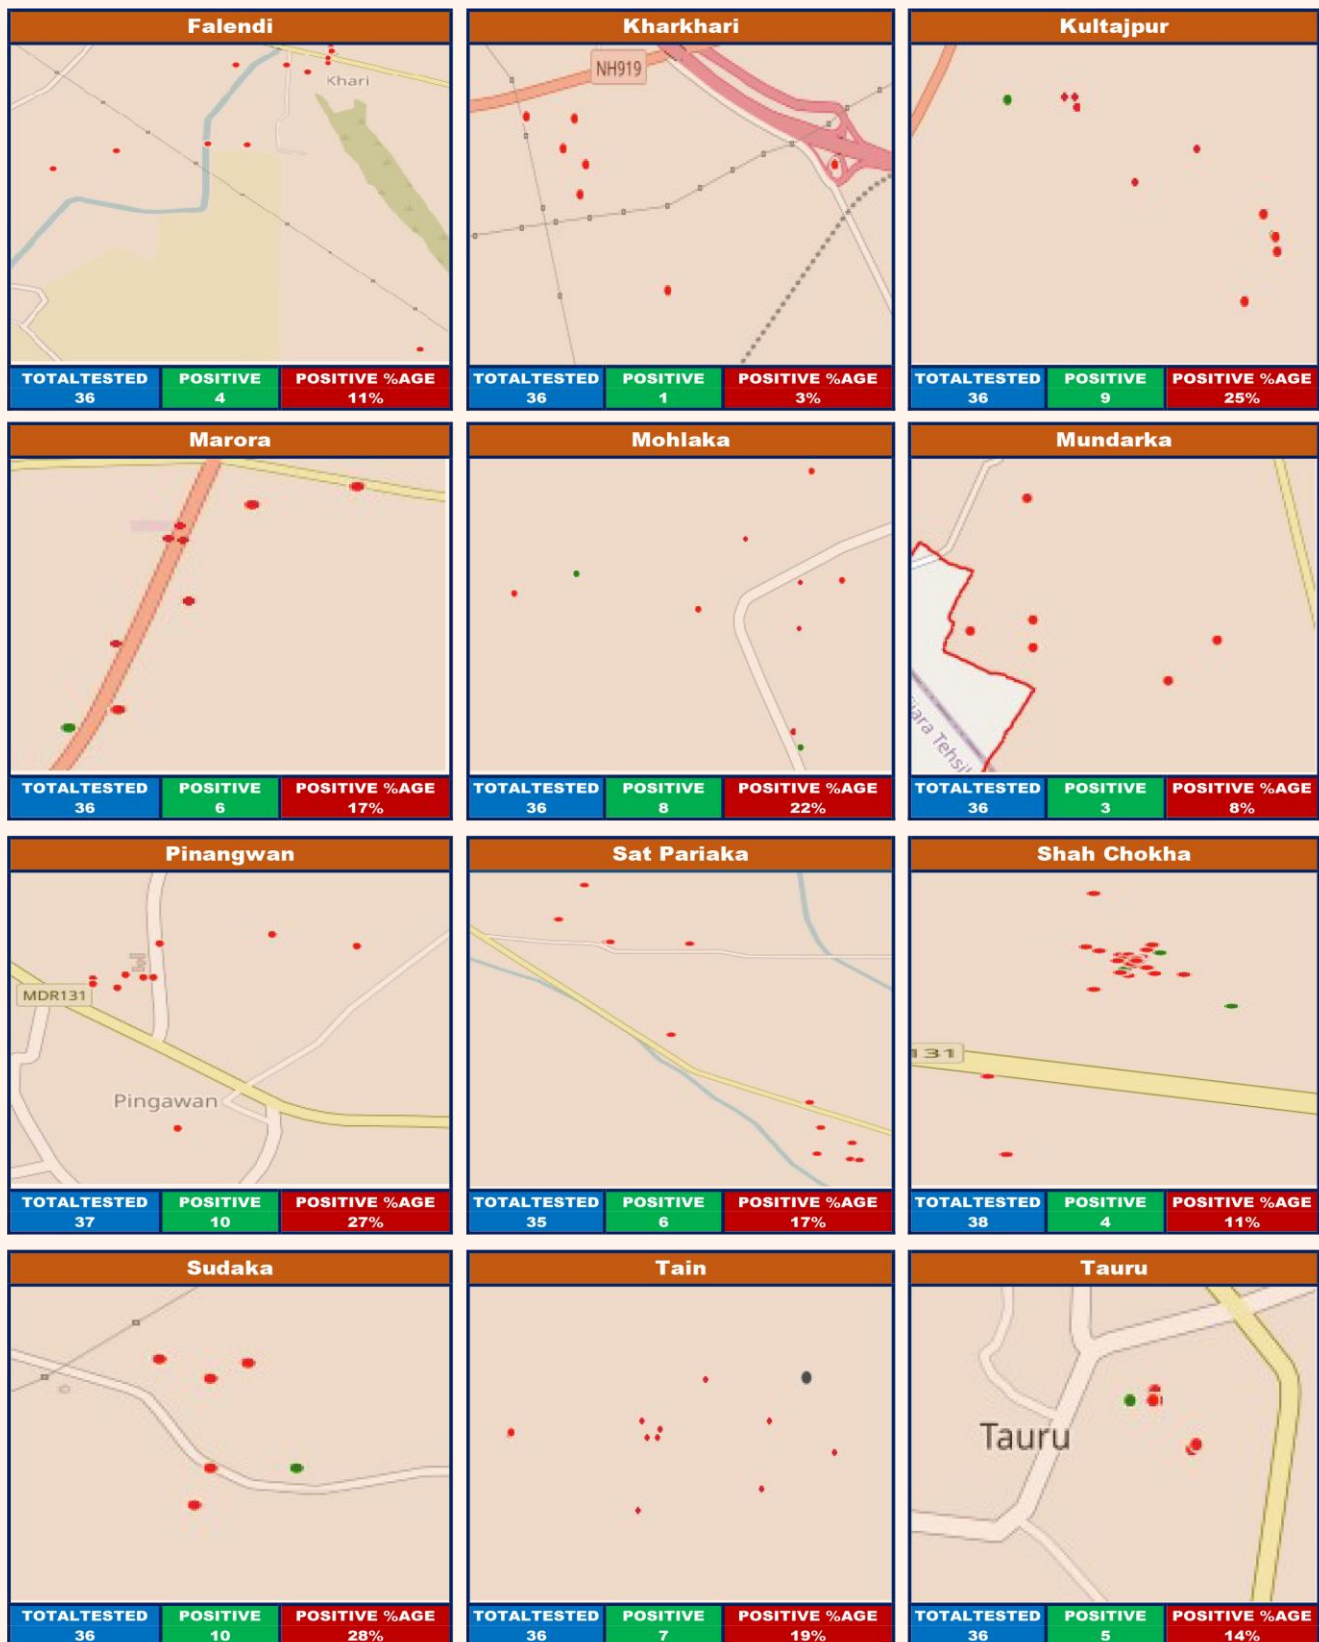 Falendi
Khari
TOTALTESTED POSITIVE POSITIVE %AGE
36 4 11%
Kharkhari
NH919
TOTALTESTED POSITIVE POSITIVE %AGE
36 1 3%
Kultajpur
TOTALTESTED POSITIVE POSITIVE %AGE
36 9 25%
Marora
TOTALTESTED POSITIVE POSITIVE %AGE
36 6 17%
Mohlaka
TOTALTESTED POSITIVE POSITIVE %AGE
36 8 22%
Mundarka
TOTALTESTED POSITIVE POSITIVE %AGE
36 3 8%
Pinangwan
MDR131
Pingawan
TOTALTESTED POSITIVE POSITIVE %AGE
37 10 27%
Sat Pariaka
TOTALTESTED POSITIVE POSITIVE %AGE
35 6 17%
Shah Chokha
131
TOTALTESTED POSITIVE POSITIVE %AGE
38 4 11%
Sudaka
TOTALTESTED POSITIVE POSITIVE %AGE
36 10 28%
Tain
TOTALTESTED POSITIVE POSITIVE %AGE
36 7 19%
Tauru
Tauru
TOTALTESTED POSITIVE POSITIVE %AGE
36 5 14%